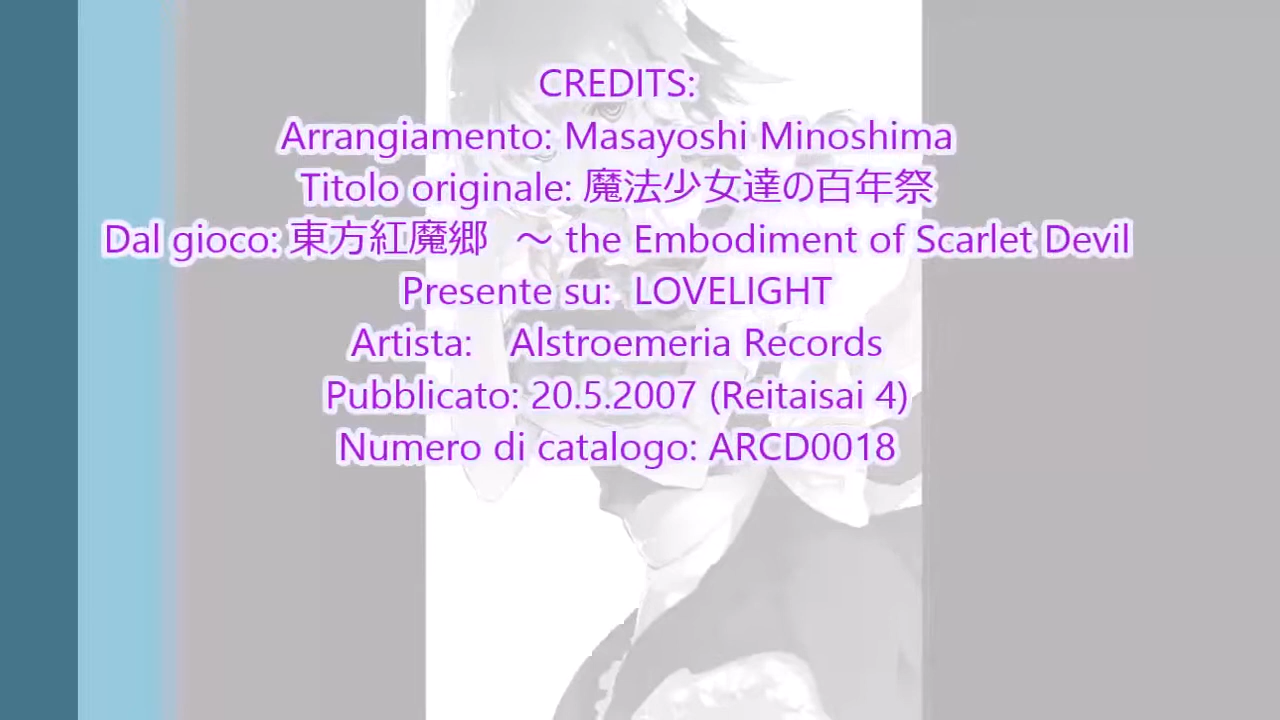 CREDITS:
Arrangiamento: Masayoshi Minoshima
Titolo originale: 魔法少女達の百年祭
Dal gioco: 東方紅魔郷　～ the Embodiment of Scarlet Devil
Presente su:  LOVELIGHT
Artista:　Alstroemeria Records
Pubblicato: 20.5.2007 (Reitaisai 4)
Numero di catalogo: ARCD0018